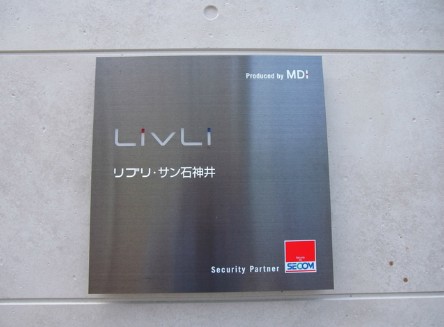 Produced by MDi
LivLi
リブリ・サン石神井
Security Partner
SECOM